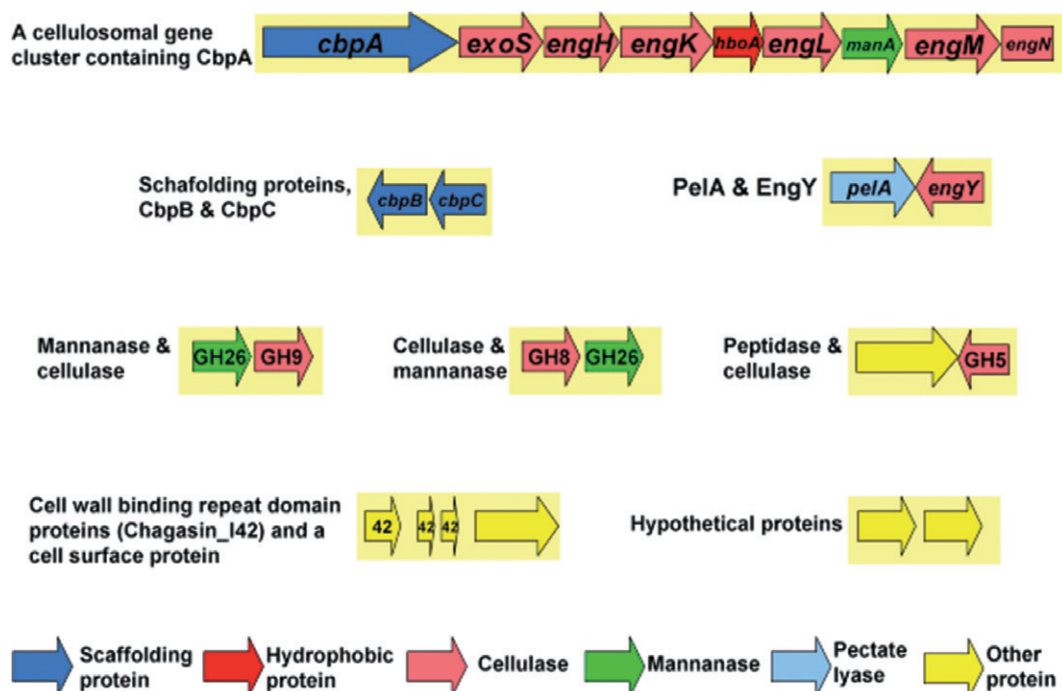 A cellulosomal gene
cluster containing CbpA
cbpA exoS engH engK hboA engL manA engM engN
Schafolding proteins,
CbpB & CbpC
cbpB cbpC
PelA & EngY
pelA engY
Mannanase &
cellulase
GH26 GH9
Cellulase &
mannanase
GH8 GH26
Peptidase &
cellulase
GH5
Cell wall binding repeat domain
proteins (Chagasin_I42) and a
cell surface protein
42 42 42
Hypothetical proteins
Scaffolding
protein
Hydrophobic
protein
Cellulase
Mannanase
Pectate
lyase
Other
protein